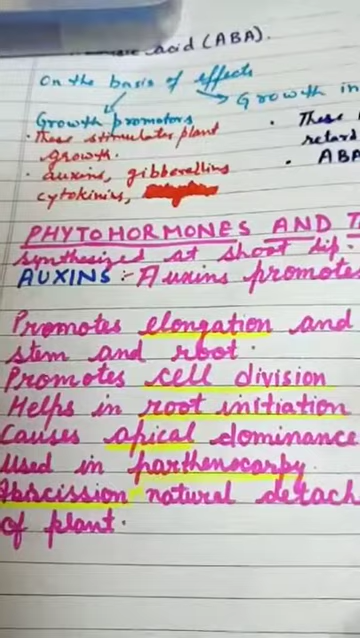 acid (ABA).
On the basis of effects
Growth promotors
Growth in
• These stimulates plant
growth.
• auxins, gibberellins
cytokinins,
• These
retard
• ABA
PHYTOHORMONES AND
synthesized at shoot tip.
AUXINS :- Auxins promotes
Promotes elongation and
stem and root.
Promotes cell division
Helps in root initiation
Causes apical dominance
Used in parthenocarpy.
Abscission natural detach
of plant.